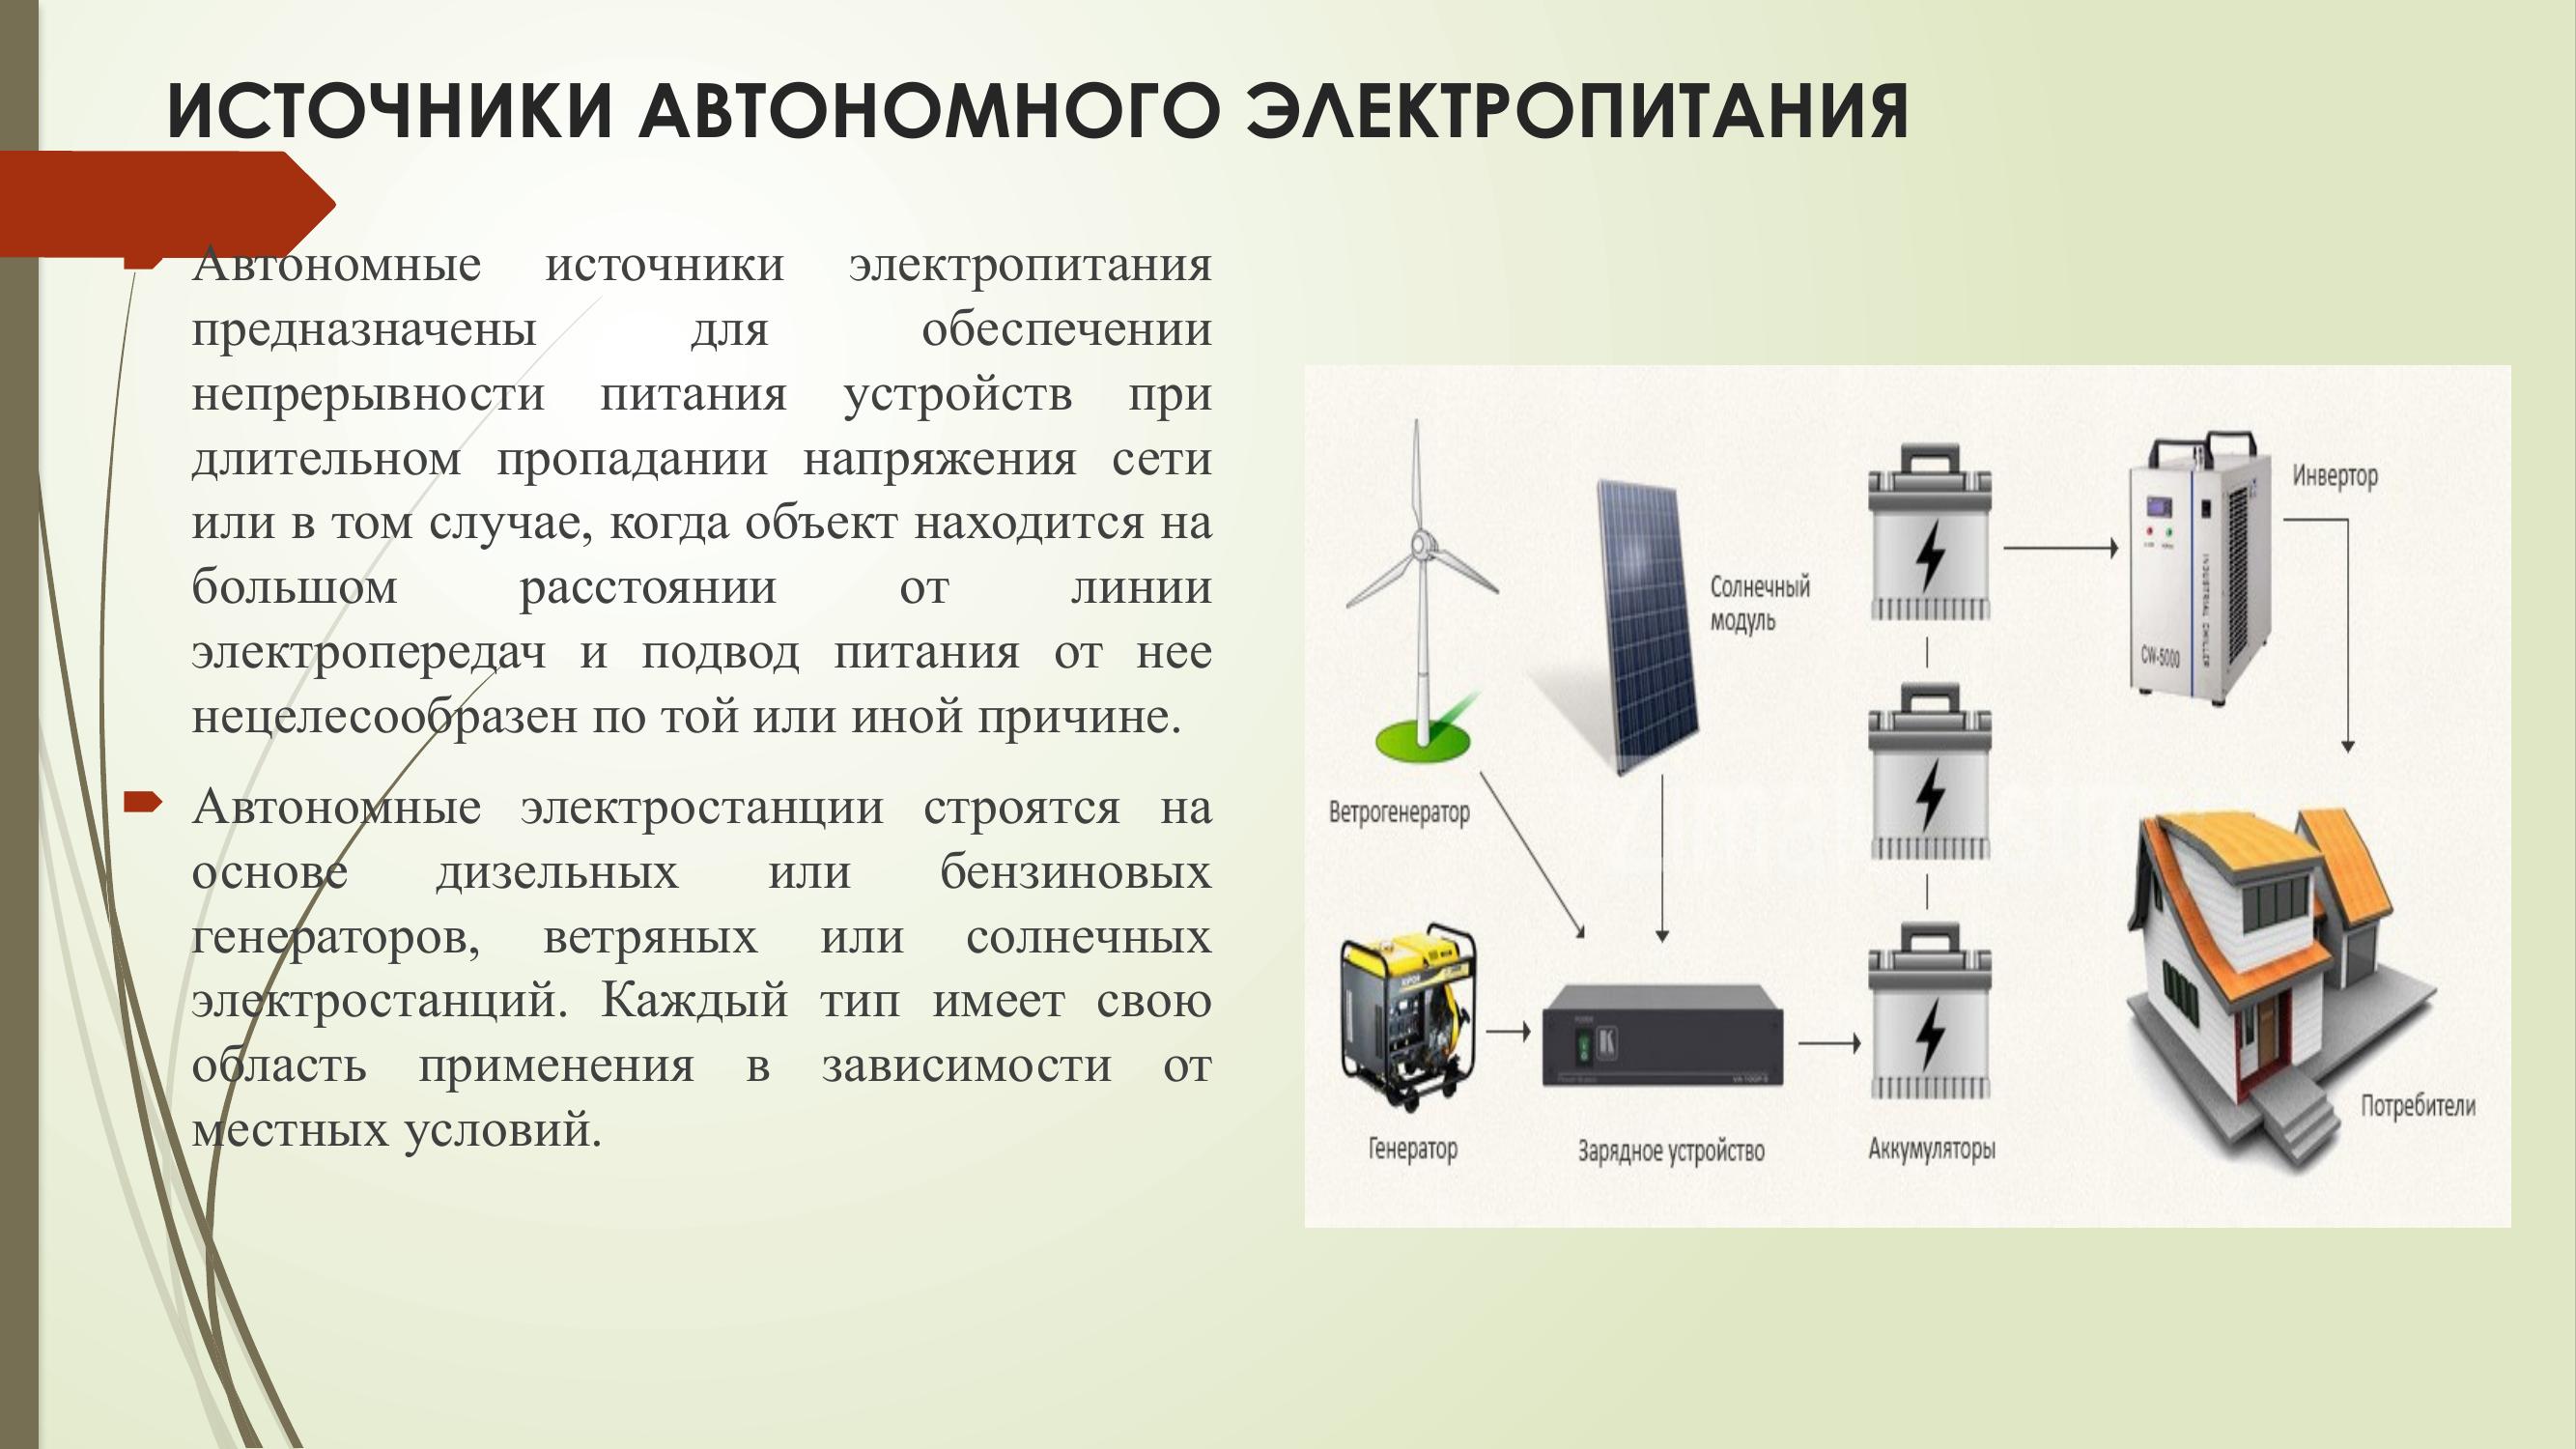 ИСТОЧНИКИ АВТОНОМНОГО ЭЛЕКТРОПИТАНИЯ
Автономные источники электропитания
предназначены для обеспечении
непрерывности питания устройств при
длительном пропадании напряжения сети
или в том случае, когда объект находится на
большом расстоянии от линии
электропередач и подвод питания от нее
нецелесообразен по той или иной причине.
Автономные электростанции строятся на
основе дизельных или бензиновых
генераторов, ветряных или солнечных
электростанций. Каждый тип имеет свою
область применения в зависимости от
местных условий.
Инвертор
Солнечный
модуль
CW-5000
INDUSTRIAL CHILLER
Ветрогенератор
Потребители
Генератор
Зарядное устройство
Аккумуляторы